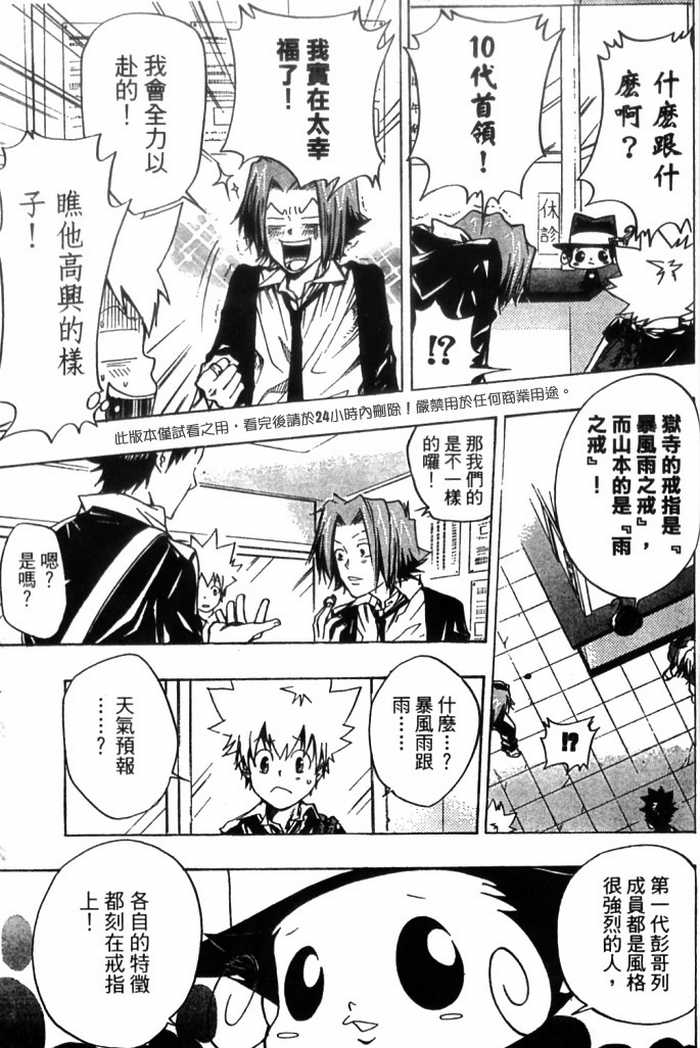 什麼跟什
麼啊？
休診
10代首領！
我實在太幸
福了！
我會全力以
赴的！
瞧他高興的樣
子！
!?
此版本僅試看之用，看完後請於24小時內刪除！嚴禁用於任何商業用途。
獄寺的戒指是『
暴風雨之戒』，
而山本的是『雨
之戒』！
!?
那我們的
是不一樣
的囉！
嗯？
是嗎？
什麼…？
暴風雨跟
雨……
天氣預報
……？
第一代彭哥列
成員都是風格
很強烈的人，
各自的特徵
都刻在戒指
上！